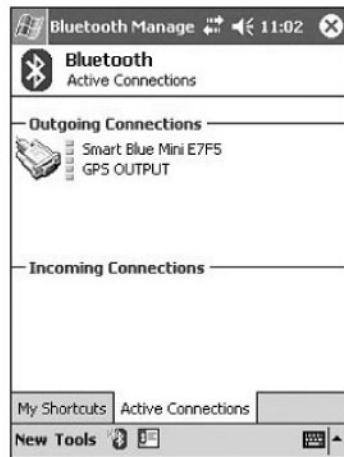 Bluetooth Manage 11:02
Bluetooth
Active Connections
Outgoing Connections
Smart Blue Mini E7F5
GPS OUTPUT
Incoming Connections
My Shortcuts Active Connections
New Tools